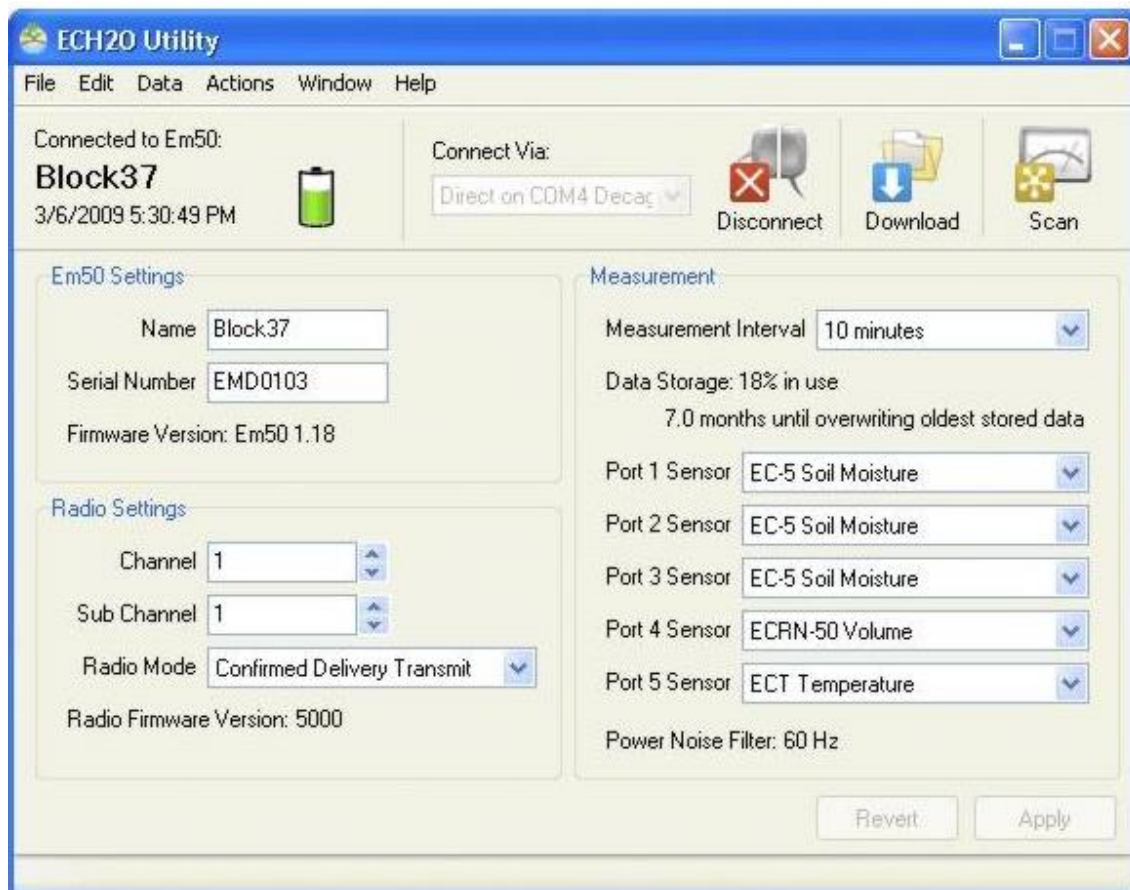 ECH2O Utility
File Edit Data Actions Window Help
Connected to Em50:
Block37
3/6/2009 5:30:49 PM
Connect Via:
Direct on COM4 Decag
Disconnect
Download
Scan
Em50 Settings
Name Block37
Serial Number EMD0103
Firmware Version: Em50 1.18
Radio Settings
Channel 1
Sub Channel 1
Radio Mode Confirmed Delivery Transmit
Radio Firmware Version: 5000
Measurement
Measurement Interval 10 minutes
Data Storage: 18% in use
7.0 months until overwriting oldest stored data
Port 1 Sensor EC-5 Soil Moisture
Port 2 Sensor EC-5 Soil Moisture
Port 3 Sensor EC-5 Soil Moisture
Port 4 Sensor ECRN-50 Volume
Port 5 Sensor ECT Temperature
Power Noise Filter: 60 Hz
Revert Apply